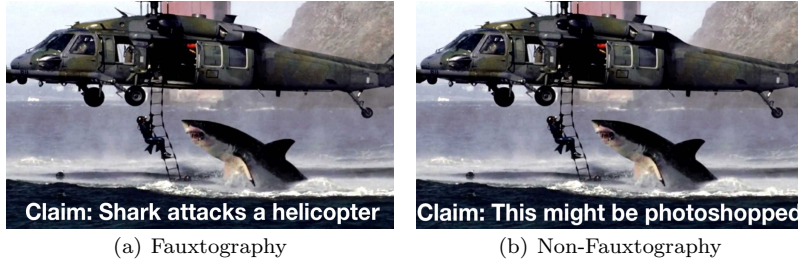 Claim: Shark attacks a helicopter
Claim: This might be photoshopped
(a) Fauxtography
(b) Non-Fauxtography